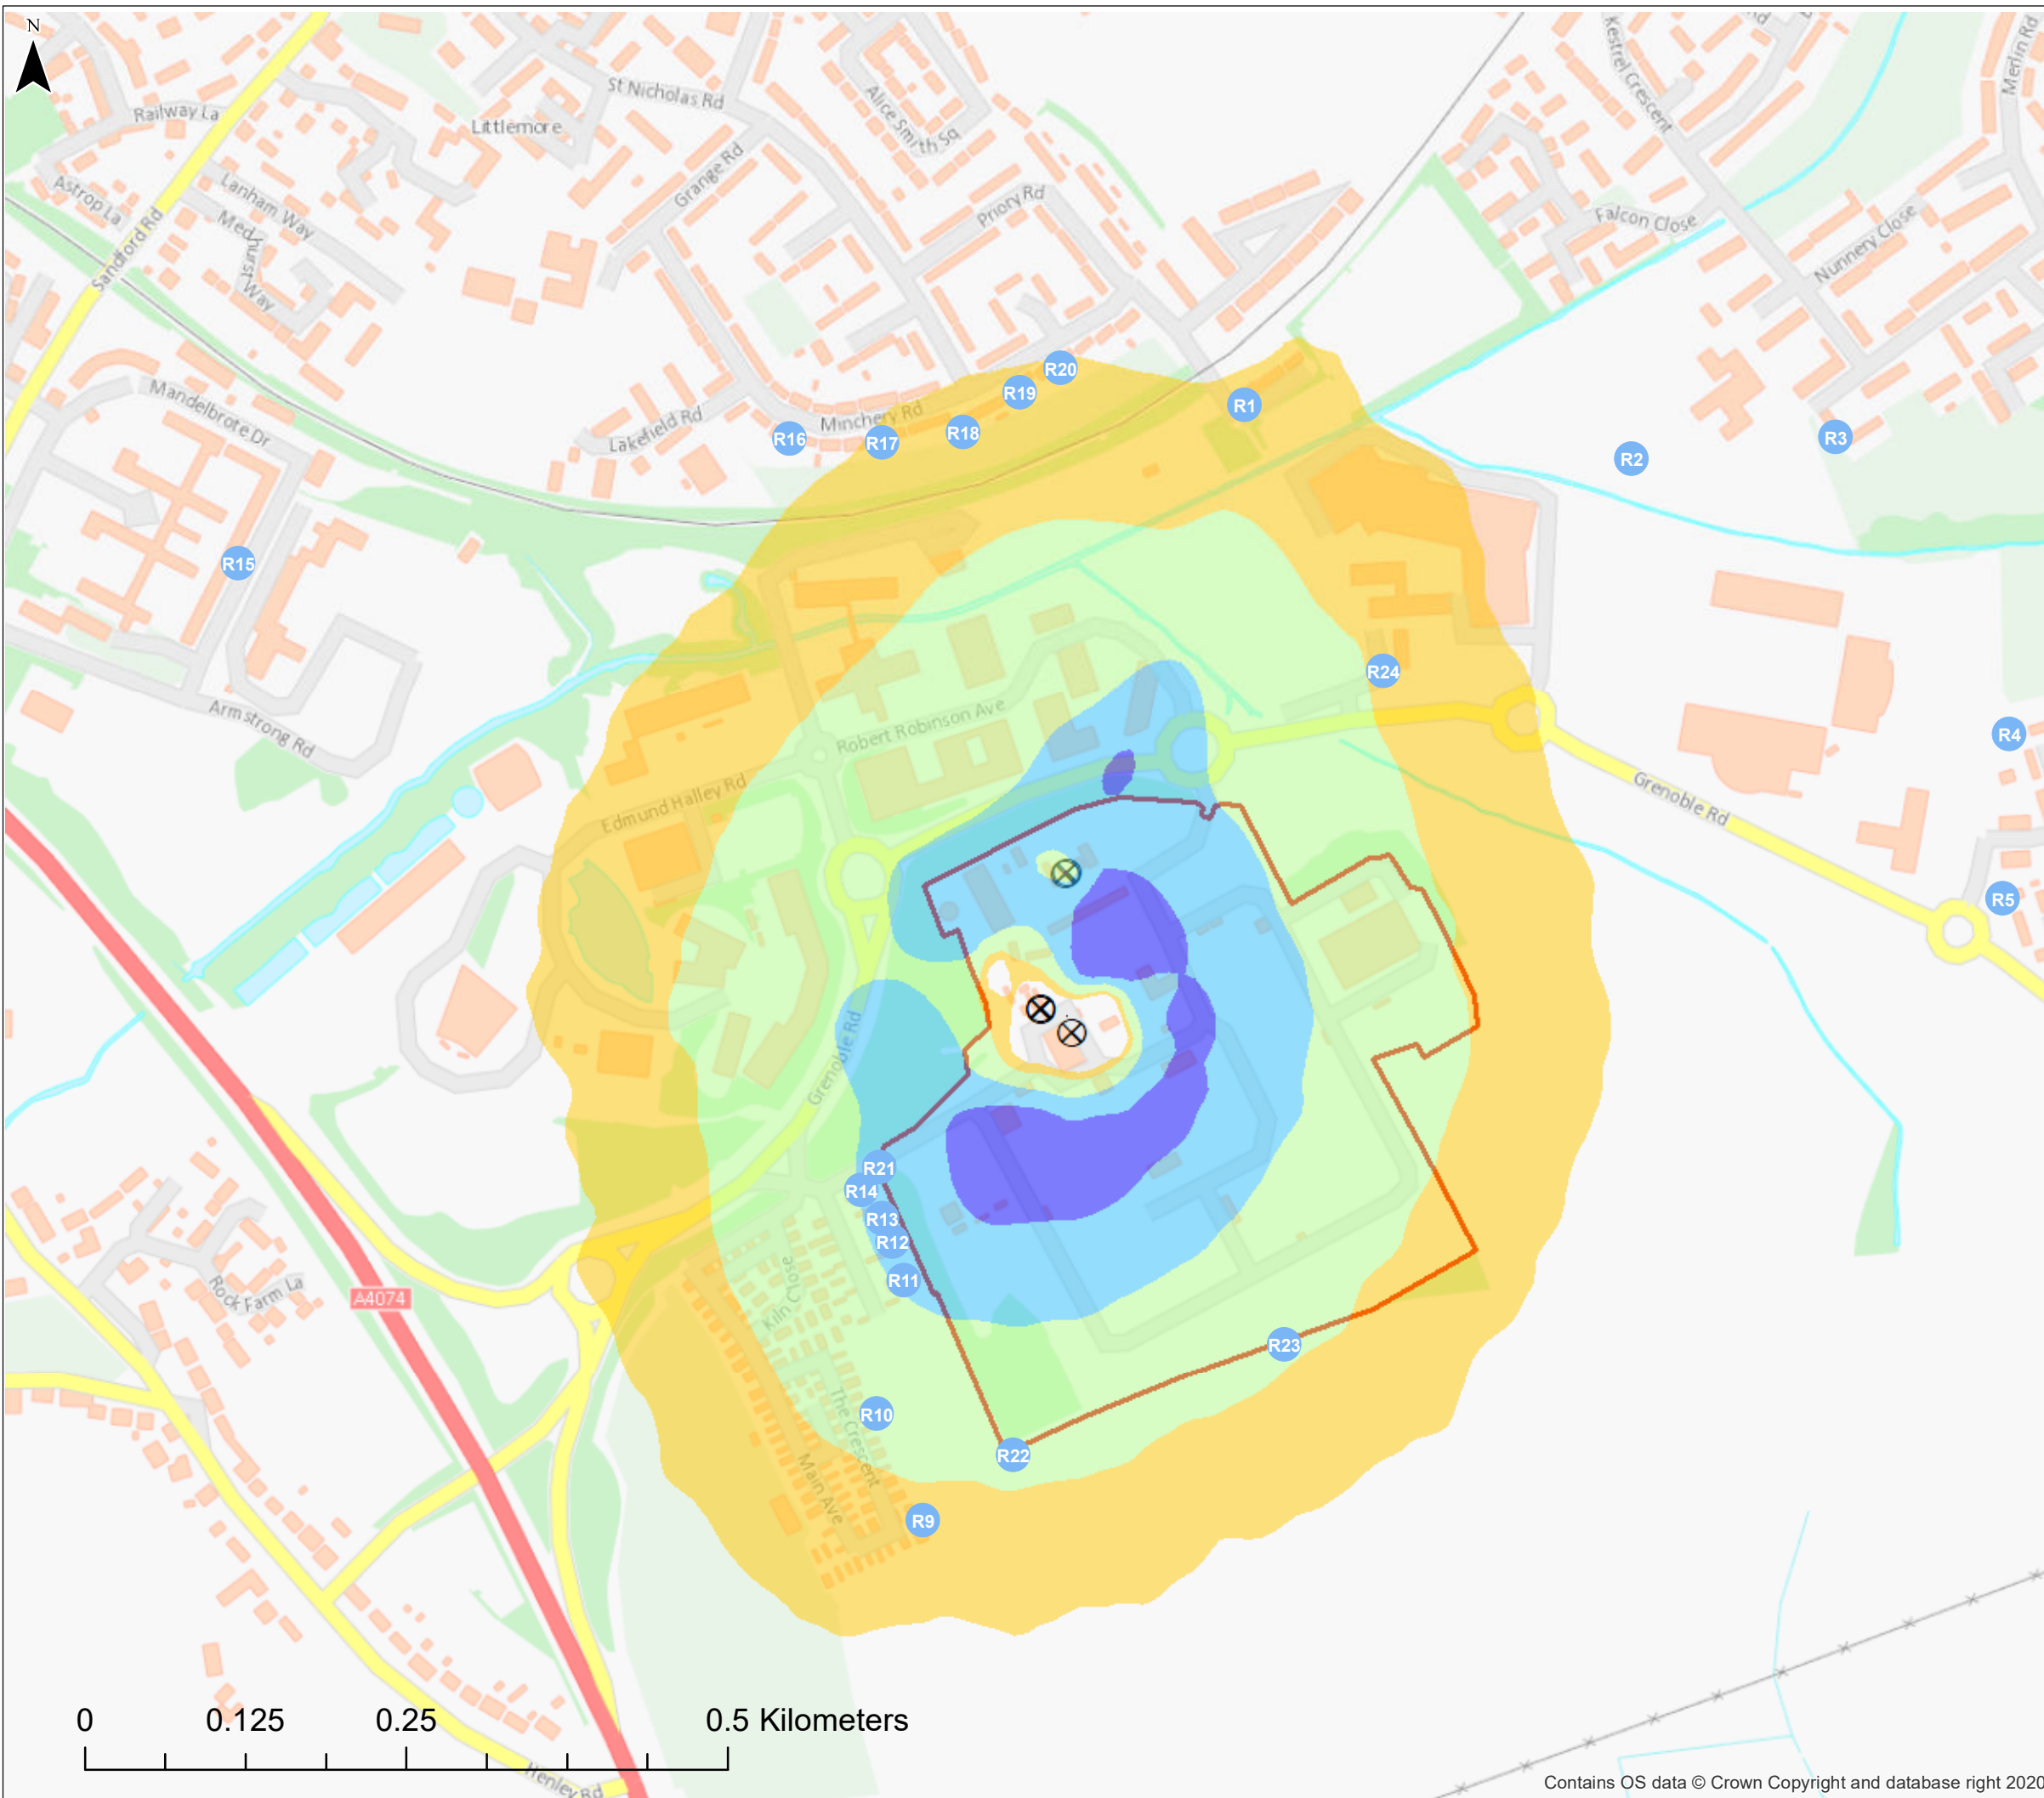 N
St Nicholas Rd
Kestrel Crescent
Merlin Rd
Railway La
Littlemore
Alice Smith Sq
Grange Rd
Astrop La
Lanham Way
Medhurst Way
Sandford Rd
Priory Rd
Falcon Close
Nunnery Close
Mandelbrote Dr
Lakefield Rd
Minchery Rd
R20
R19
R1
R16
R17
R18
R2
R3
R15
R24
Armstrong Rd
Robert Robinson Ave
R4
Edmund Halley Rd
Grenoble Rd
R5
Grenoble Rd
R21
R14
R13
R12
R11
Kiln Close
Rock Farm La
A4074
R23
The Crescent
R10
Main Ave
R22
R9
0 0.125 0.25 0.5 Kilometers
Henley Rd
Contains OS data © Crown Copyright and database right 2020